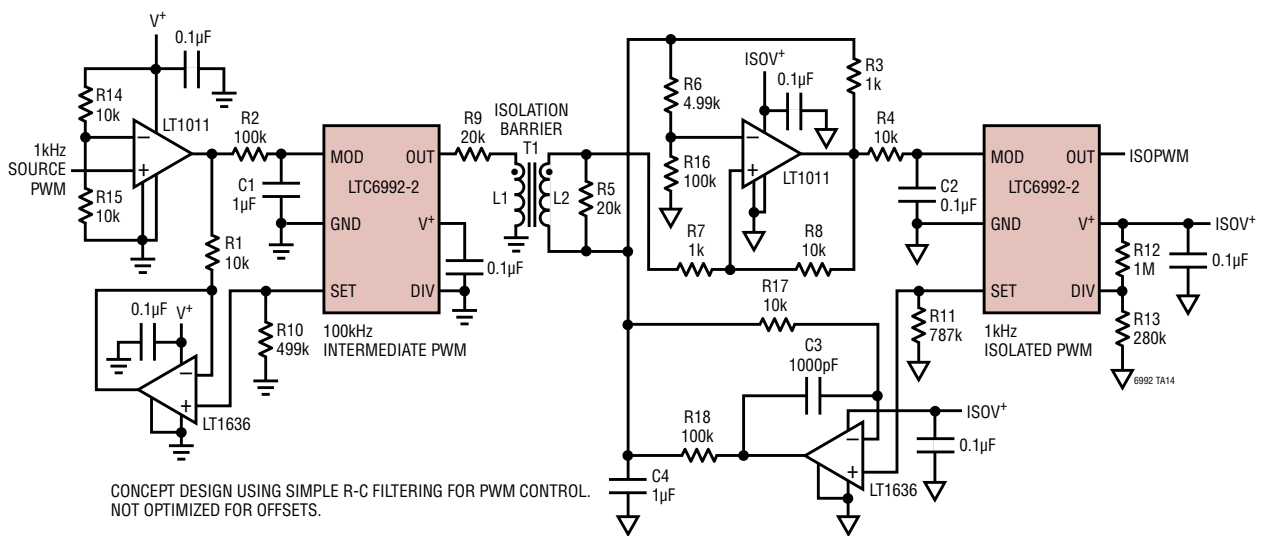 V+
0.1µF
R14
10k
LT1011
R2
100k
1kHz
SOURCE
PWM
R15
10k
C1
1µF
R1
10k
MOD
OUT
LTC6992-2
GND
V+
SET
DIV
100kHz
INTERMEDIATE PWM
R9
20k
0.1µF
R10
499k
0.1µF
V+
LT1636
ISOLATION
BARRIER
T1
L1
L2
R5
20k
R6
4.99k
R16
100k
ISOV+
0.1µF
LT1011
R3
1k
R4
10k
R7
1k
R8
10k
C2
0.1µF
MOD
OUT
ISOPWM
LTC6992-2
GND
V+
ISOV+
SET
DIV
1kHz
ISOLATED PWM
R12
1M
0.1µF
R13
280k
R11
787k
R17
10k
C3
1000pF
R18
100k
ISOV+
0.1µF
LT1636
C4
1µF
6992 TA14
CONCEPT DESIGN USING SIMPLE R-C FILTERING FOR PWM CONTROL.
NOT OPTIMIZED FOR OFFSETS.